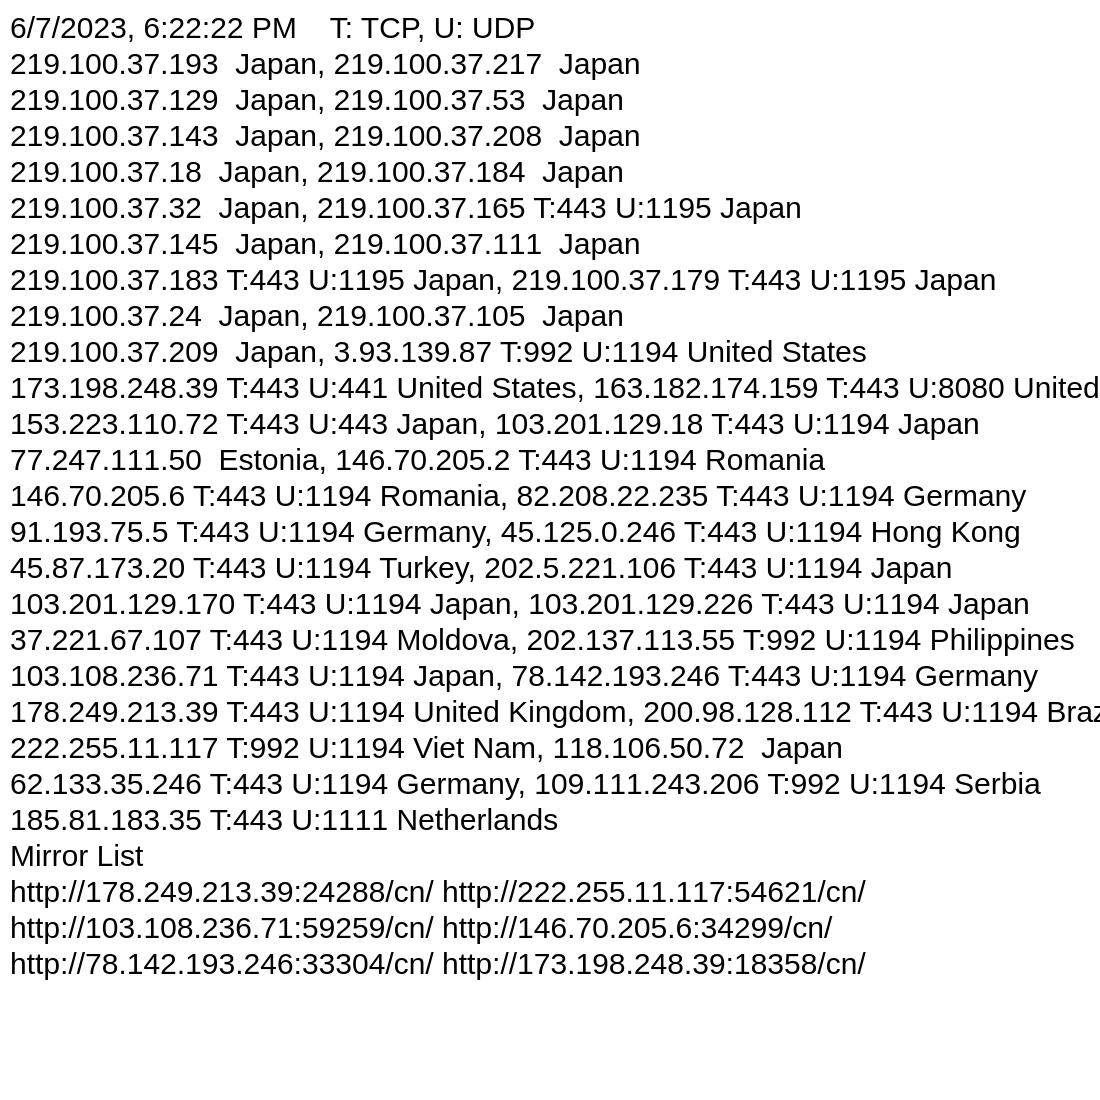 6/7/2023, 6:22:22 PM    T: TCP, U: UDP
219.100.37.193  Japan, 219.100.37.217  Japan
219.100.37.129  Japan, 219.100.37.53  Japan
219.100.37.143  Japan, 219.100.37.208  Japan
219.100.37.18  Japan, 219.100.37.184  Japan
219.100.37.32  Japan, 219.100.37.165 T:443 U:1195 Japan
219.100.37.145  Japan, 219.100.37.111  Japan
219.100.37.183 T:443 U:1195 Japan, 219.100.37.179 T:443 U:1195 Japan
219.100.37.24  Japan, 219.100.37.105  Japan
219.100.37.209  Japan, 3.93.139.87 T:992 U:1194 United States
173.198.248.39 T:443 U:441 United States, 163.182.174.159 T:443 U:8080 United
153.223.110.72 T:443 U:443 Japan, 103.201.129.18 T:443 U:1194 Japan
77.247.111.50  Estonia, 146.70.205.2 T:443 U:1194 Romania
146.70.205.6 T:443 U:1194 Romania, 82.208.22.235 T:443 U:1194 Germany
91.193.75.5 T:443 U:1194 Germany, 45.125.0.246 T:443 U:1194 Hong Kong
45.87.173.20 T:443 U:1194 Turkey, 202.5.221.106 T:443 U:1194 Japan
103.201.129.170 T:443 U:1194 Japan, 103.201.129.226 T:443 U:1194 Japan
37.221.67.107 T:443 U:1194 Moldova, 202.137.113.55 T:992 U:1194 Philippines
103.108.236.71 T:443 U:1194 Japan, 78.142.193.246 T:443 U:1194 Germany
178.249.213.39 T:443 U:1194 United Kingdom, 200.98.128.112 T:443 U:1194
222.255.11.117 T:992 U:1194 Viet Nam, 118.106.50.72  Japan
62.133.35.246 T:443 U:1194 Germany, 109.111.243.206 T:992 U:1194 Serbia
185.81.183.35 T:443 U:1111 Netherlands
Mirror List
http://178.249.213.39:24288/cn/ http://222.255.11.117:54621/cn/
http://103.108.236.71:59259/cn/ http://146.70.205.6:34299/cn/
http://78.142.193.246:33304/cn/ http://173.198.248.39:18358/cn/